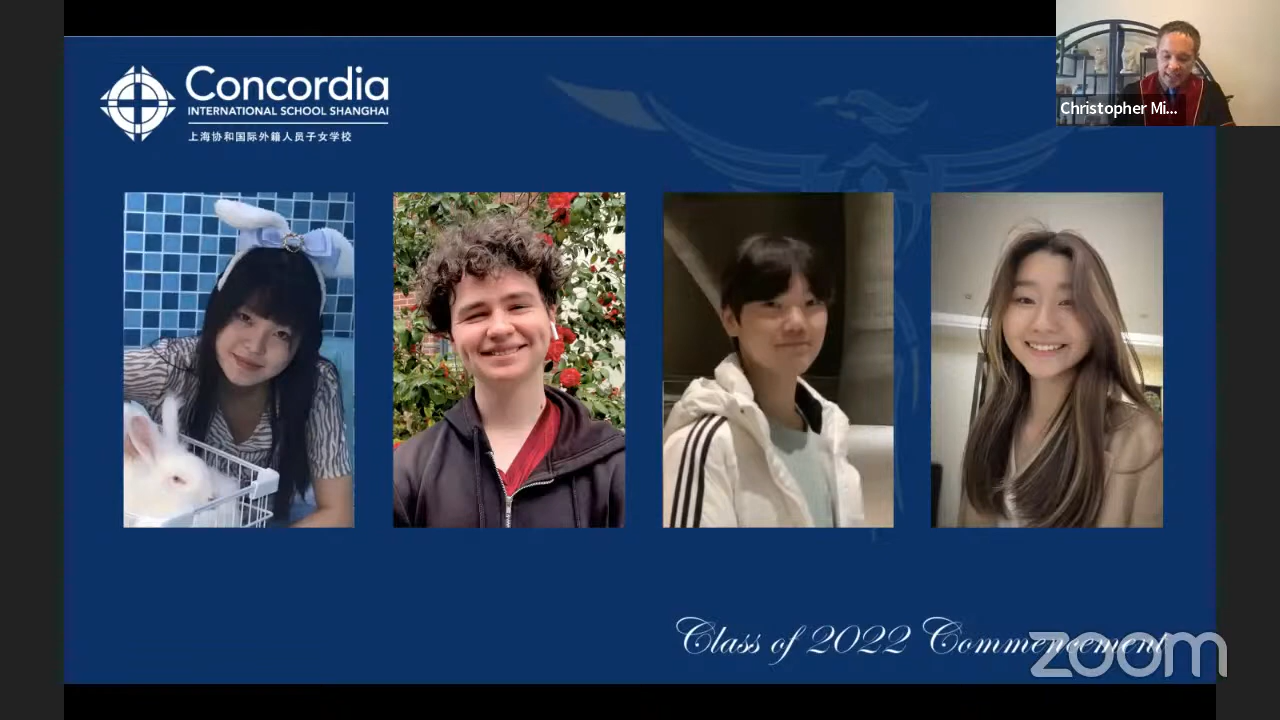 Concordia
INTERNATIONAL SCHOOL SHANGHAI
上海协和国际外籍人员子女学校
Christopher Mi...
Class of 2022 Commencement
zoom